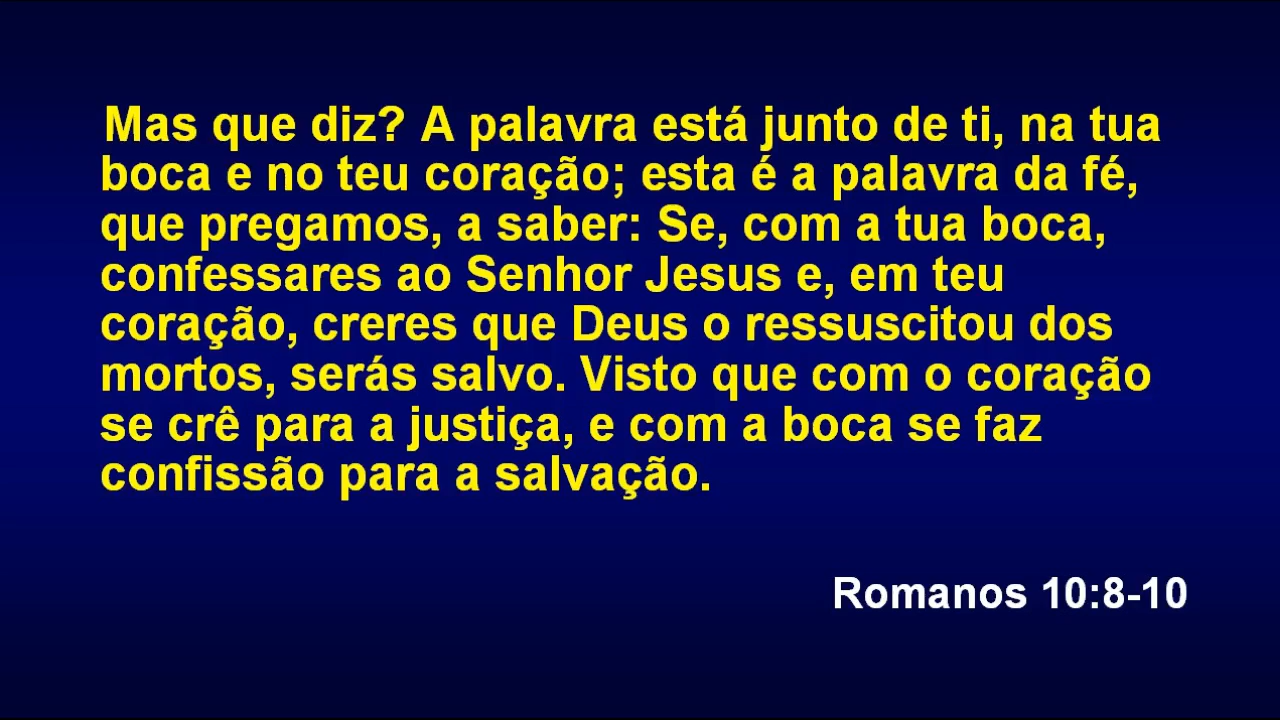 Mas que diz? A palavra está junto de ti, na tua
boca e no teu coração; esta é a palavra da fé,
que pregamos, a saber: Se, com a tua boca,
confessares ao Senhor Jesus e, em teu
coração, creres que Deus o ressuscitou dos
mortos, serás salvo. Visto que com o coração
se crê para a justiça, e com a boca se faz
confissão para a salvação.
Romanos 10:8-10